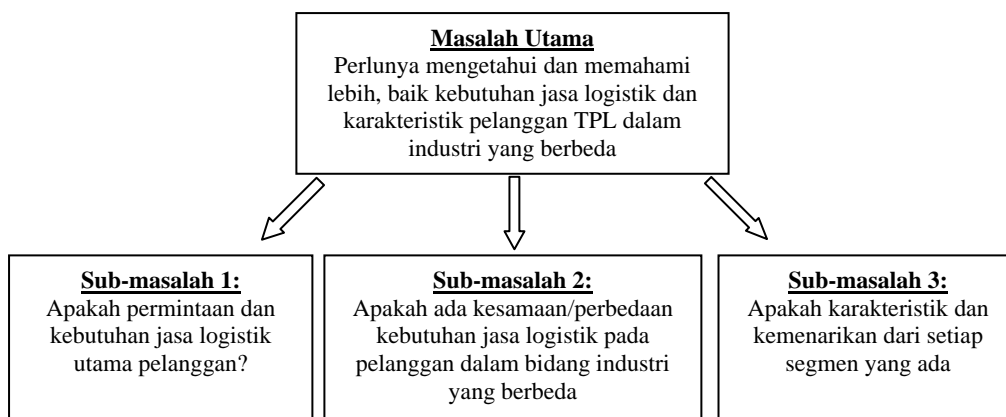 Masalah Utama
Perlunya mengetahui dan memahami
lebih, baik kebutuhan jasa logistik dan
karakteristik pelanggan TPL dalam
industri yang berbeda
Sub-masalah 1:
Apakah permintaan dan
kebutuhan jasa logistik
utama pelanggan?
Sub-masalah 2:
Apakah ada kesamaan/perbedaan
kebutuhan jasa logistik pada
pelanggan dalam bidang industri
yang berbeda
Sub-masalah 3:
Apakah karakteristik dan
kemenarikan dari setiap
segmen yang ada